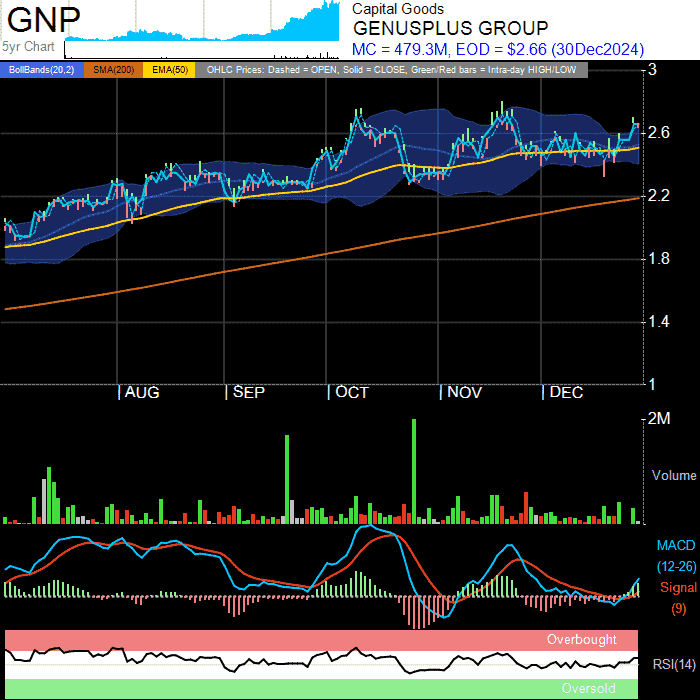 GNP
5yr Chart
Capital Goods
GENUSPLUS GROUP
MC = 479.3M, EOD = $2.66 (30Dec2024)
BollBands(20,2) SMA(200) EMA(50) OHLC Prices: Dashed = OPEN, Solid = CLOSE, Green/Red bars = Intra-day HIGH/LOW
3
2.6
2.2
1.8
1.4
1
AUG SEP OCT NOV DEC
2M
Volume
MACD
(12-26)
Signal
(9)
Overbought
RSI(14)
Oversold